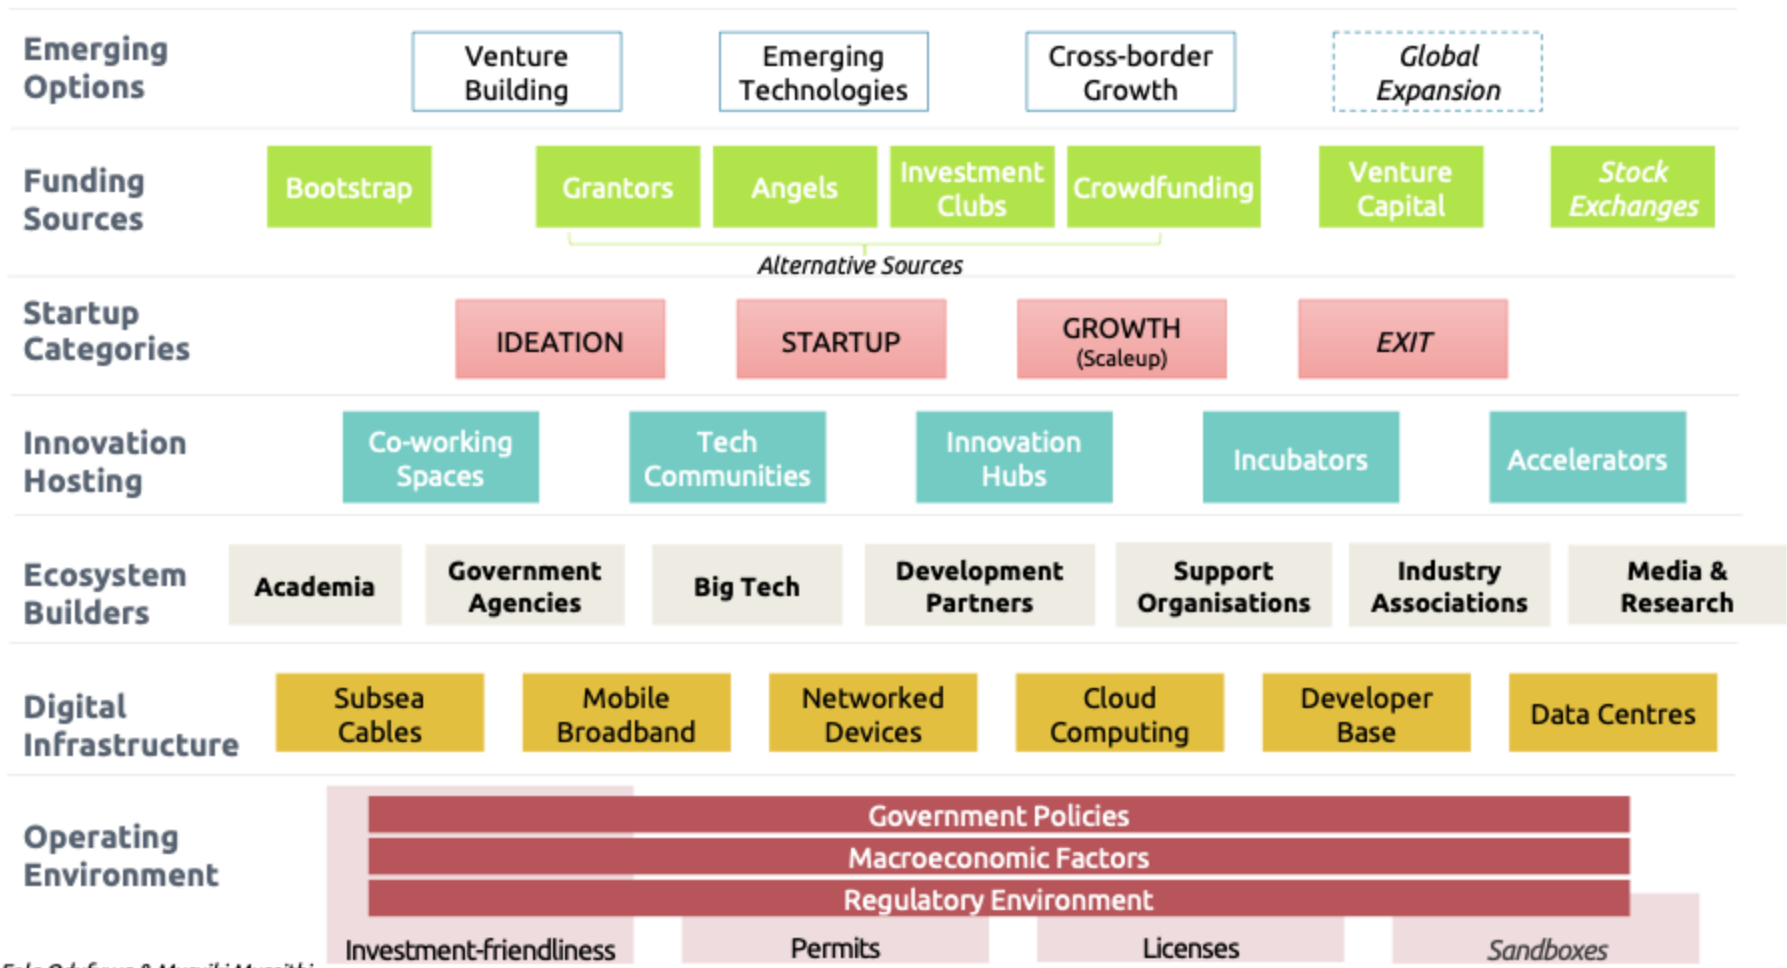 Emerging
Options
Venture
Building
Emerging
Technologies
Cross-border
Growth
Global
Expansion
Funding
Sources
Bootstrap
Grantors
Angels
Investment
Clubs
Crowdfunding
Venture
Capital
Stock
Exchanges
Alternative Sources
Startup
Categories
IDEATION
STARTUP
GROWTH
(Scaleup)
EXIT
Innovation
Hosting
Co-working
Spaces
Tech
Communities
Innovation
Hubs
Incubators
Accelerators
Ecosystem
Builders
Academia
Government
Agencies
Big Tech
Development
Partners
Support
Organisations
Industry
Associations
Media &
Research
Digital
Infrastructure
Subsea
Cables
Mobile
Broadband
Networked
Devices
Cloud
Computing
Developer
Base
Data Centres
Operating
Environment
Government Policies
Macroeconomic Factors
Regulatory Environment
Investment-friendliness
Permits
Licenses
Sandboxes